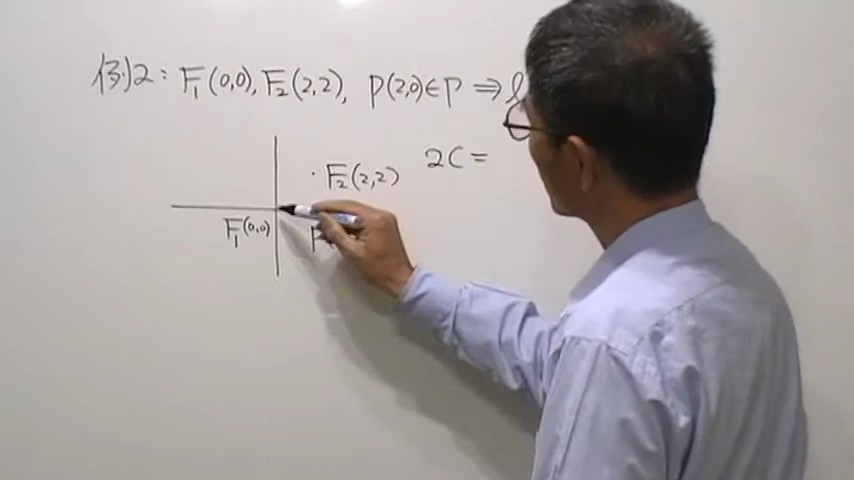 例2: F₁(0,0), F₂(2,2), P(2,0)∈P ⇒
· F₂(2,2)
2C =
F₁(0,0)